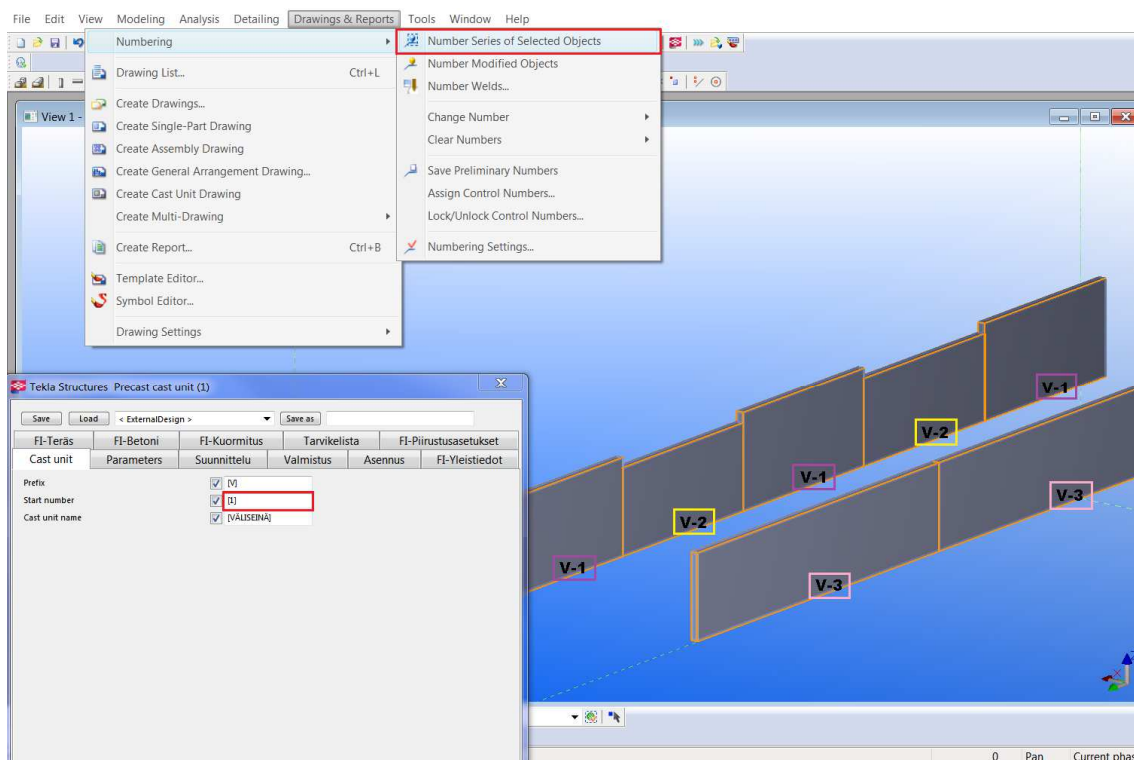 File Edit View Modeling Analysis Detailing Drawings & Reports Tools Window Help
Numbering
Drawing List... Ctrl+L
Create Drawings...
Create Single-Part Drawing
Create Assembly Drawing
Create General Arrangement Drawing...
Create Cast Unit Drawing
Create Multi-Drawing
Create Report... Ctrl+B
Template Editor...
Symbol Editor...
Drawing Settings
Number Series of Selected Objects
Number Modified Objects
Number Welds...
Change Number
Clear Numbers
Save Preliminary Numbers
Assign Control Numbers...
Lock/Unlock Control Numbers...
Numbering Settings...
View 1 -
Tekla Structures Precast cast unit (1)
Save Load < ExternalDesign > Save as
FI-Teräs FI-Betoni FI-Kuormitus Tarvikelista FI-Piirustusasetukset
Cast unit Parameters Suunnittelu Valmistus Asennus FI-Yleistiedot
Prefix [V]
Start number [1]
Cast unit name [VÄLISEINÄ]
V-1
V-2
V-1
V-2
V-1
V-3
V-3
0 Pan Current phas